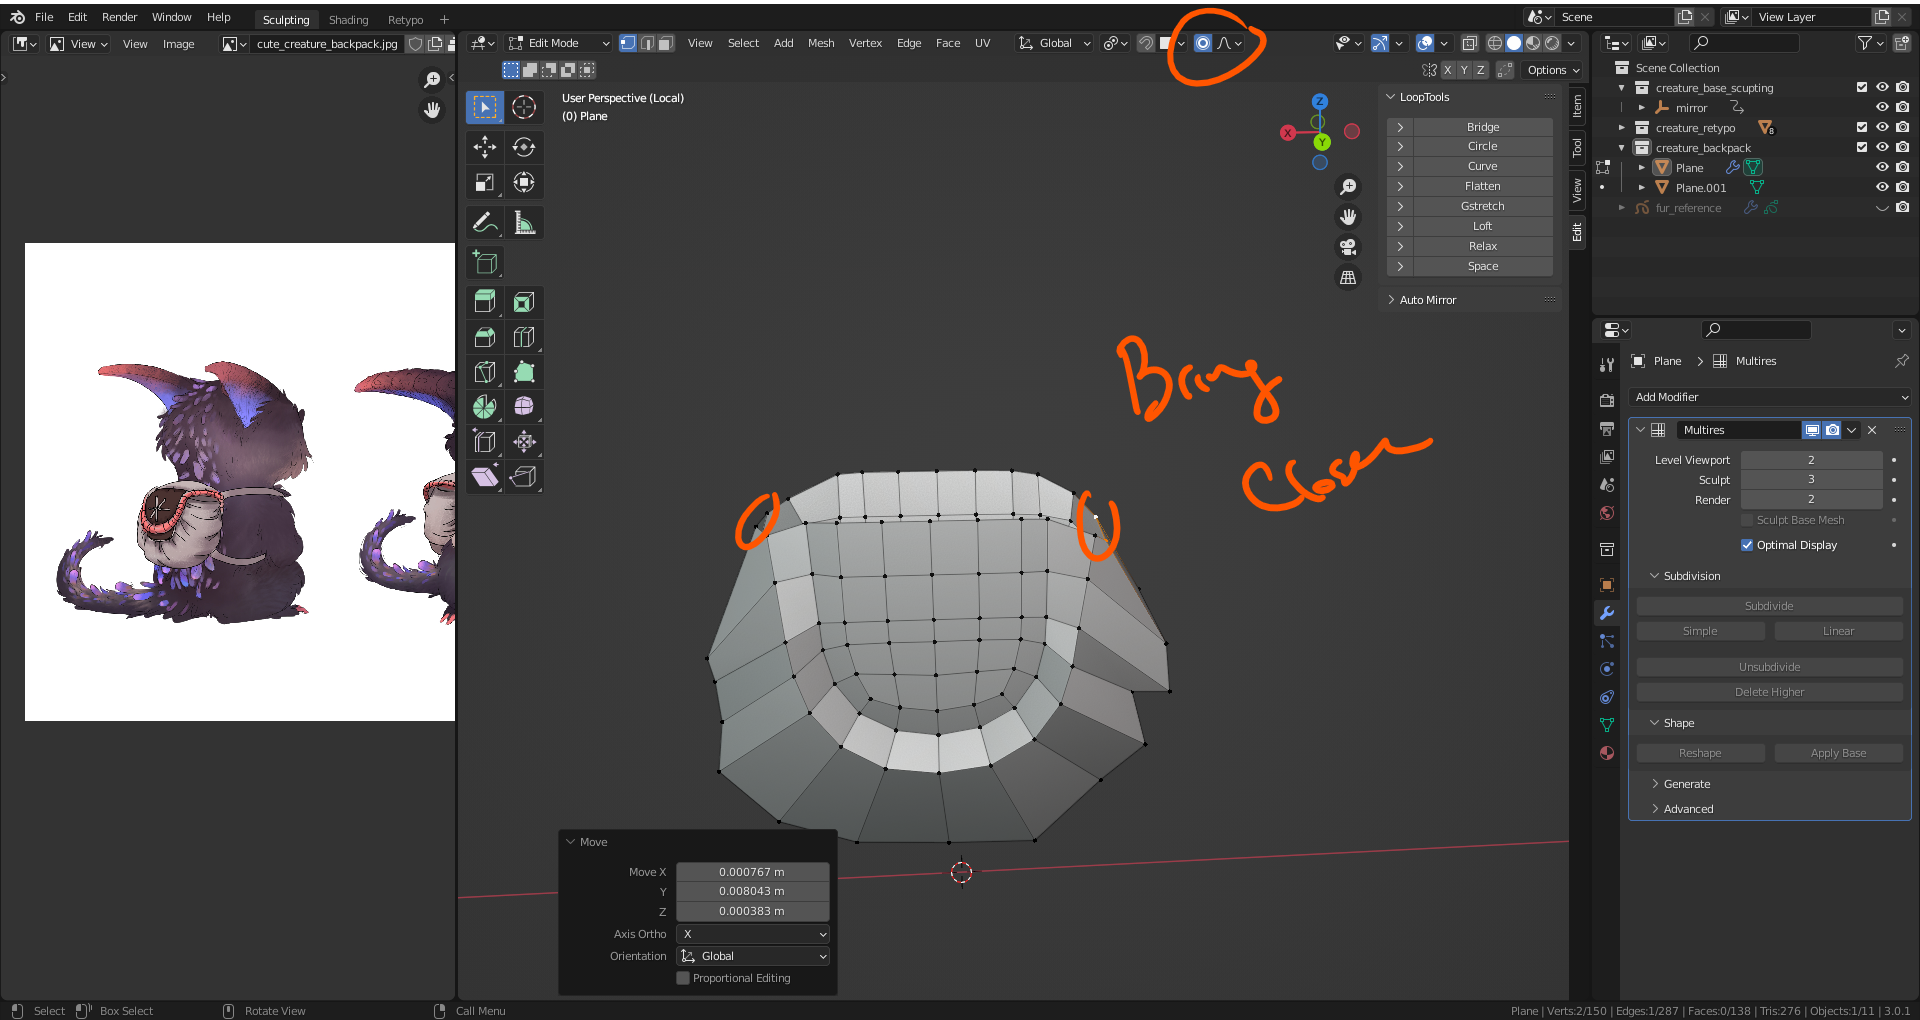 File Edit Render Window Help Sculpting Shading Retypo + Scene View Layer
View View Image cute_creature_backpack.jpg Edit Mode View Select Add Mesh Vertex Edge Face UV Global
X Y Z Options
User Perspective (Local)
(0) Plane
Z
X
Y
LoopTools
Bridge
Circle
Curve
Flatten
Gstretch
Loft
Relax
Space
Auto Mirror
Item
Tool
View
Edit
Scene Collection
creature_base_scupting
mirror
creature_retypo 8
creature_backpack
Plane
Plane.001
fur_reference
Bring
Closer
Plane Multires
Add Modifier
Multires
Level Viewport 2
Sculpt 3
Render 2
Sculpt Base Mesh
Optimal Display
Subdivision
Subdivide
Simple Linear
Unsubdivide
Delete Higher
Shape
Reshape Apply Base
Generate
Advanced
Move
Move X 0.000767 m
Y 0.008043 m
Z 0.000383 m
Axis Ortho X
Orientation Global
Proportional Editing
Select Box Select Rotate View Call Menu Plane | Verts:2/150 | Edges:1/287 | Faces:0/138 | Tris:276 | Objects:1/11 | 3.0.1